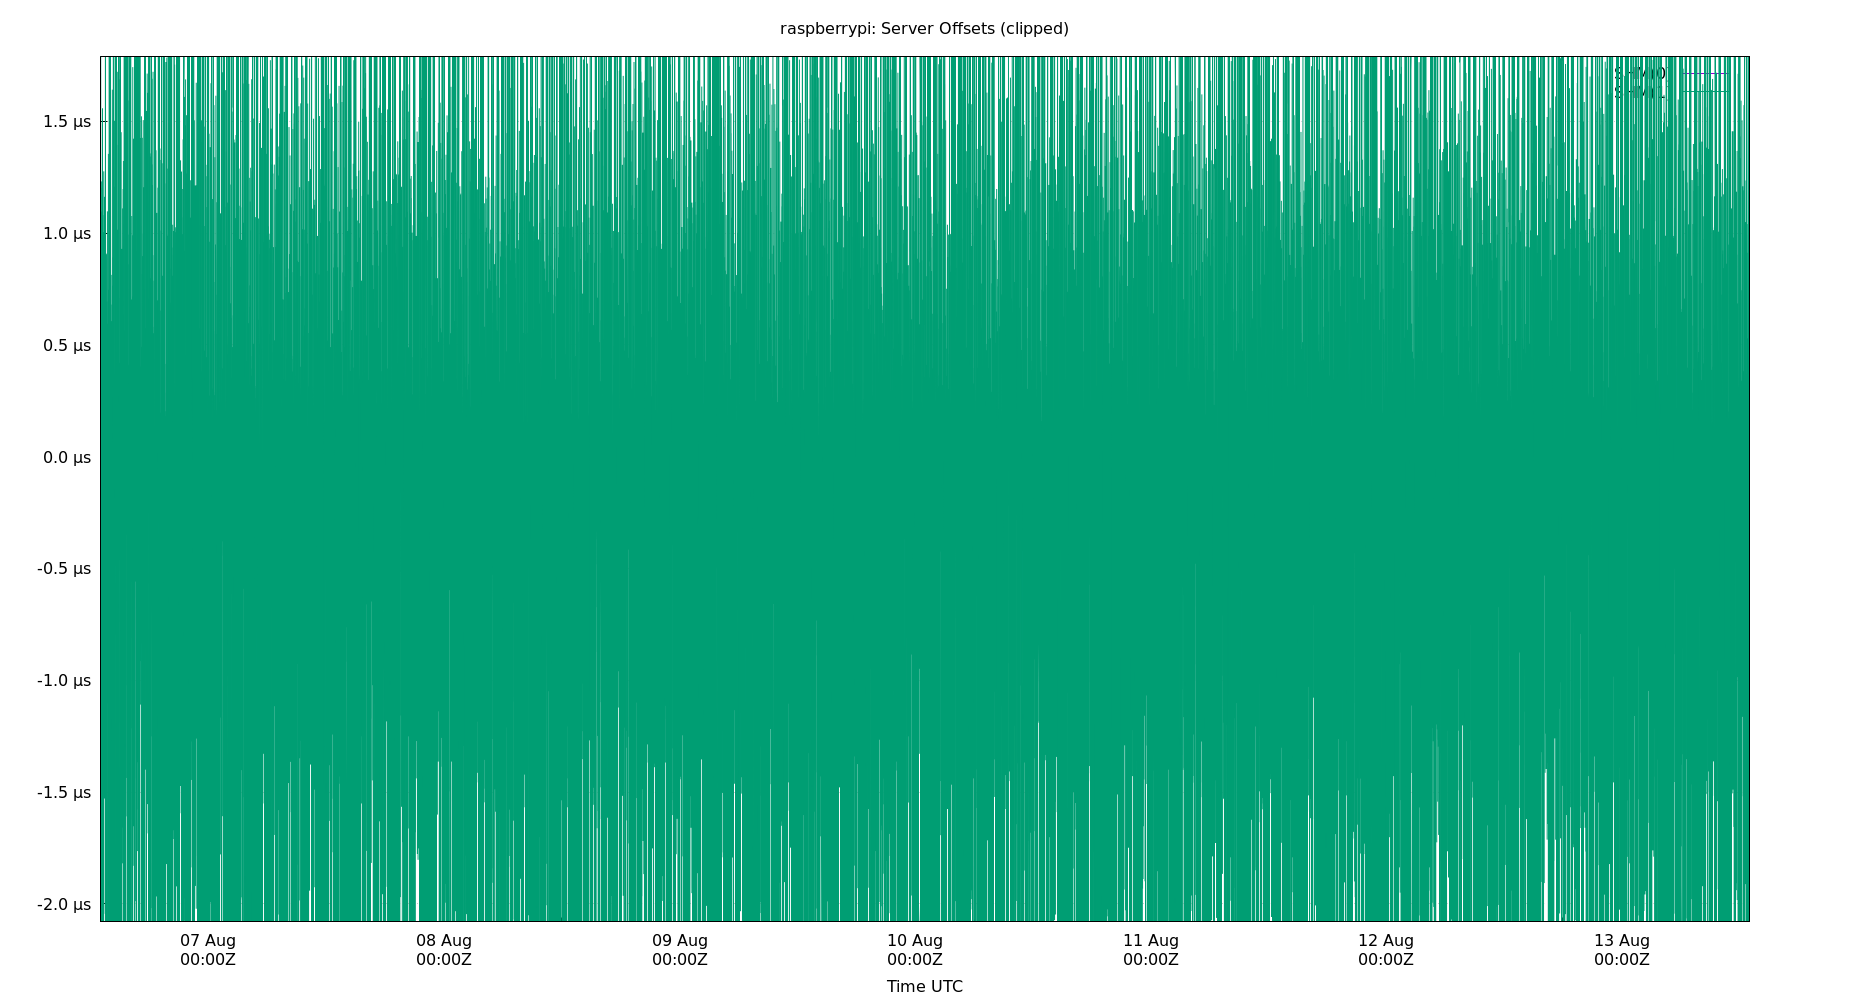 raspberrypi: Server Offsets (clipped)
1.5 µs
1.0 µs
0.5 µs
0.0 µs
-0.5 µs
-1.0 µs
-1.5 µs
-2.0 µs
07 Aug
00:00Z
08 Aug
00:00Z
09 Aug
00:00Z
10 Aug
00:00Z
11 Aug
00:00Z
12 Aug
00:00Z
13 Aug
00:00Z
Time UTC